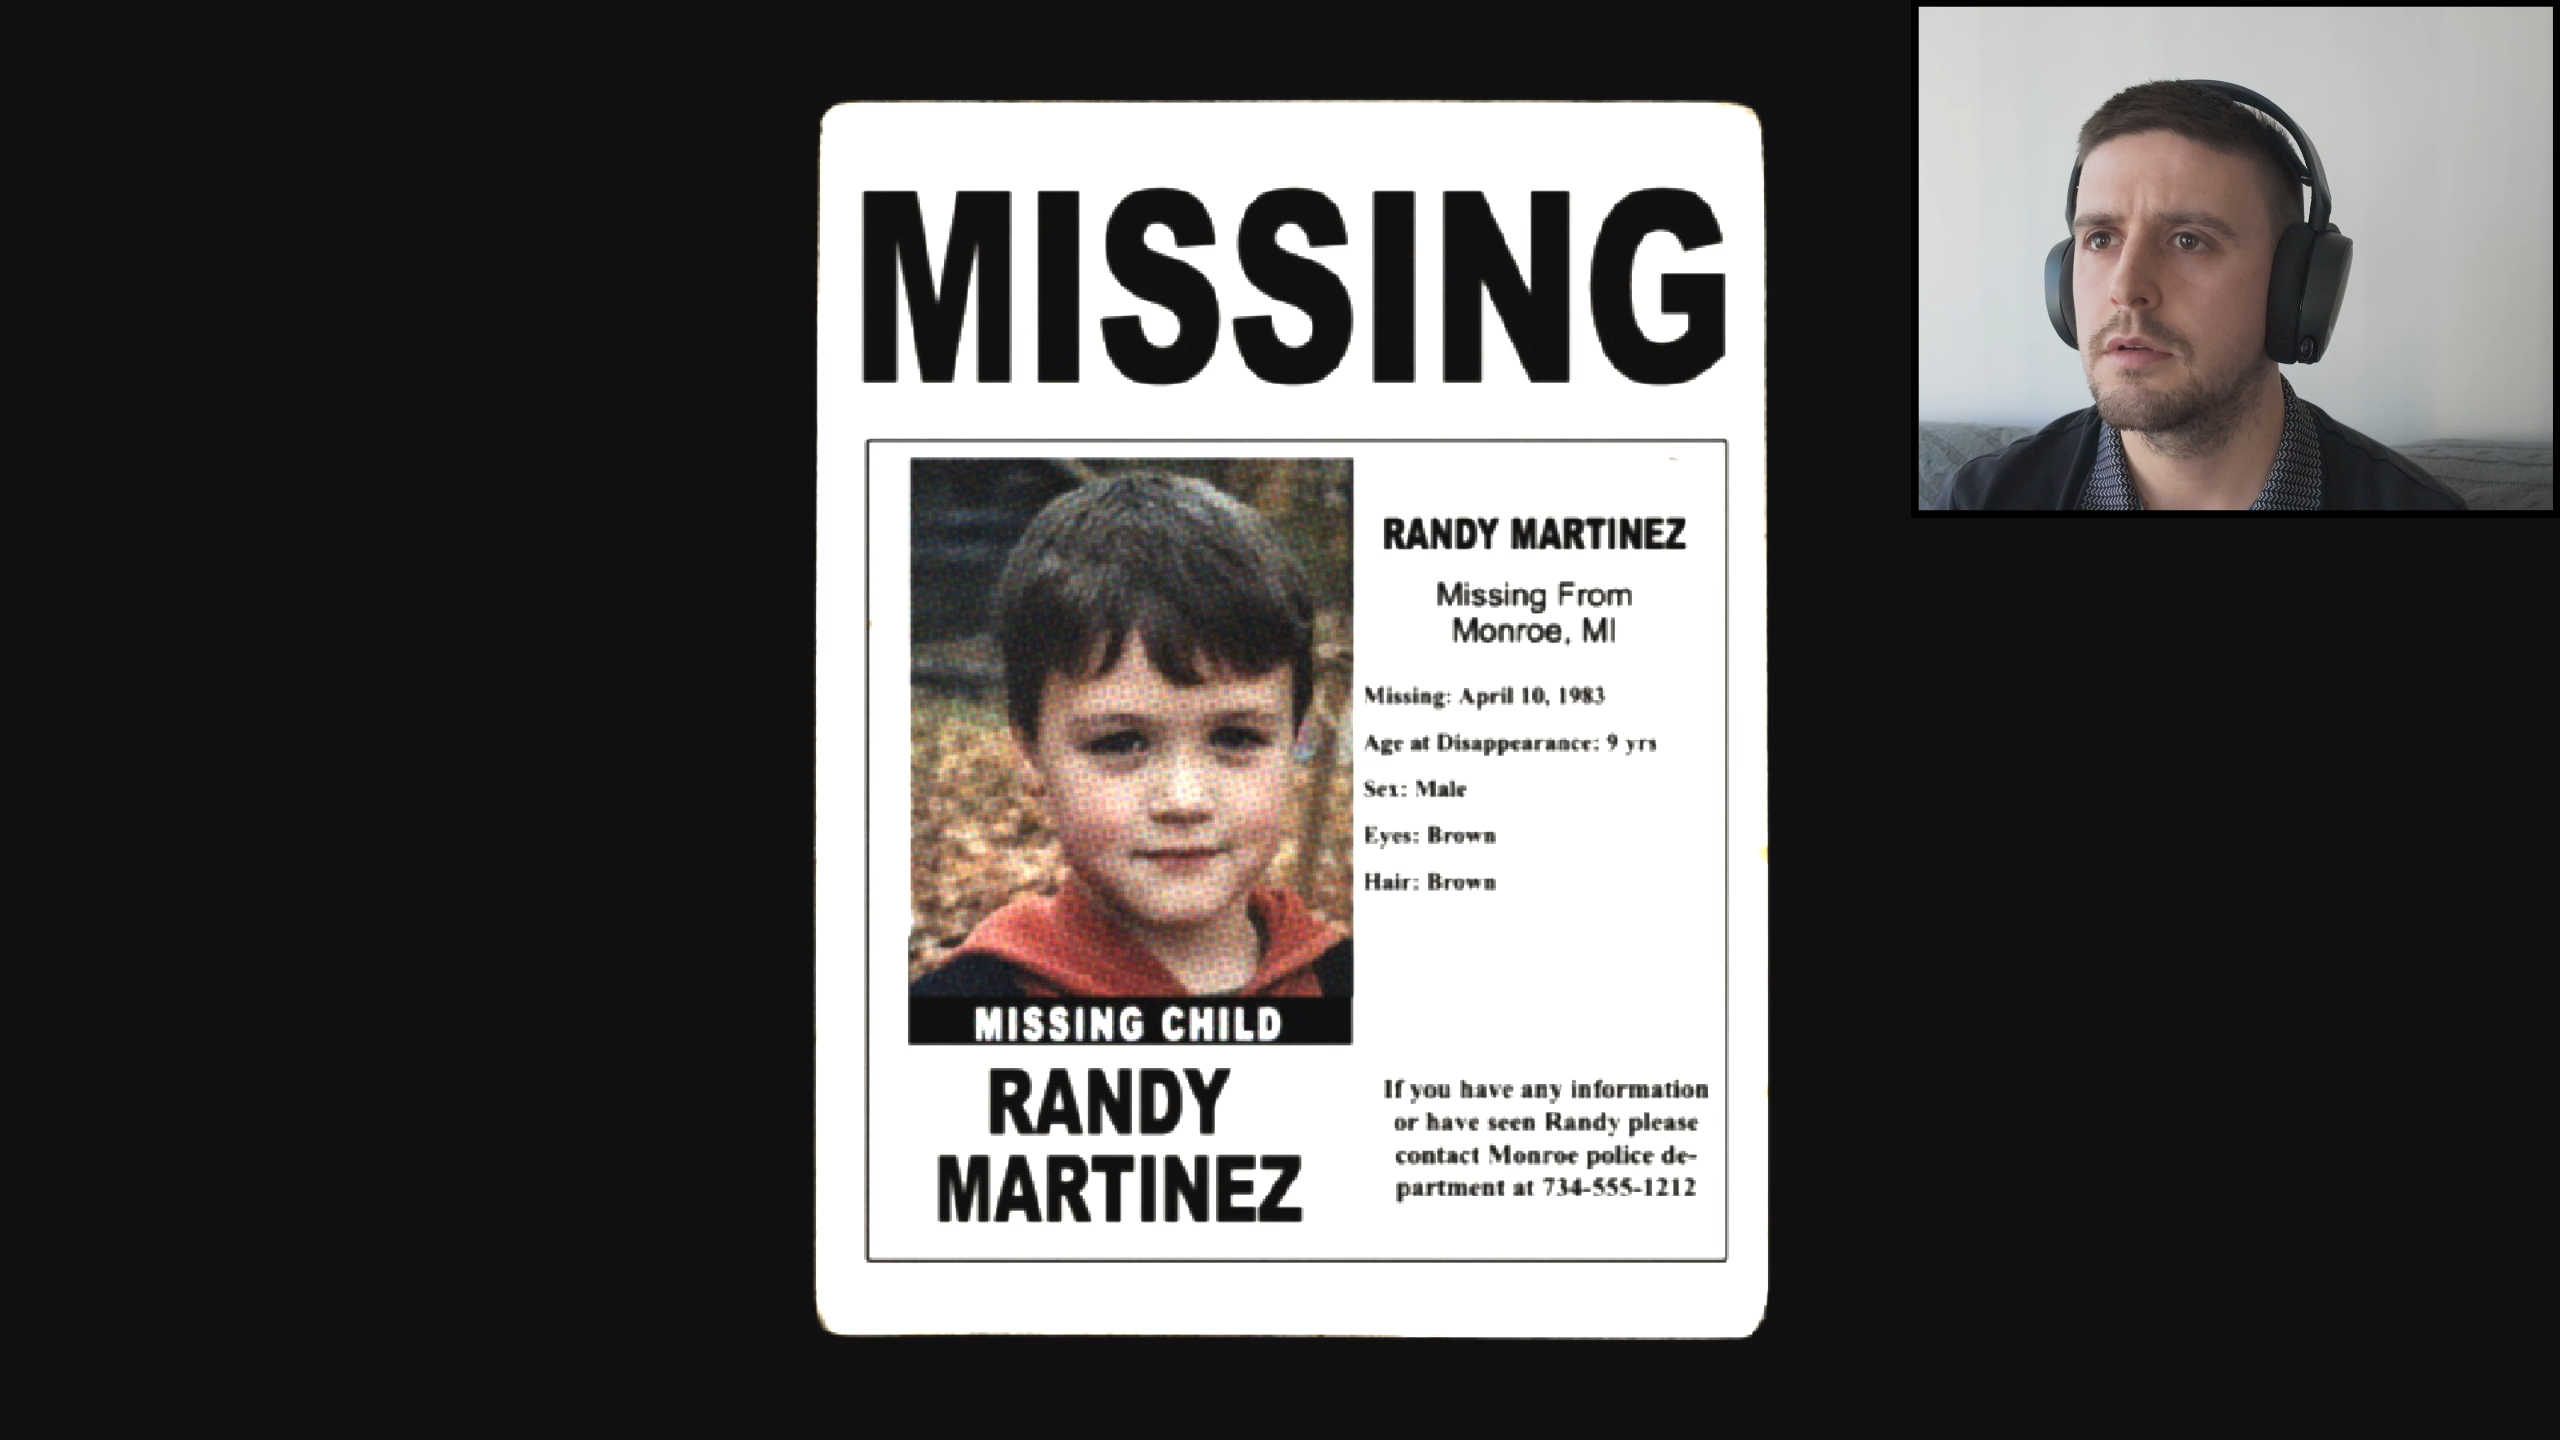 MISSING
RANDY MARTINEZ
Missing From
Monroe, MI
Missing: April 10, 1983
Age at Disappearance: 9 yrs
Sex: Male
Eyes: Brown
Hair: Brown
MISSING CHILD
RANDY
MARTINEZ
If you have any information
or have seen Randy please
contact Monroe police de-
partment at 734-555-1212